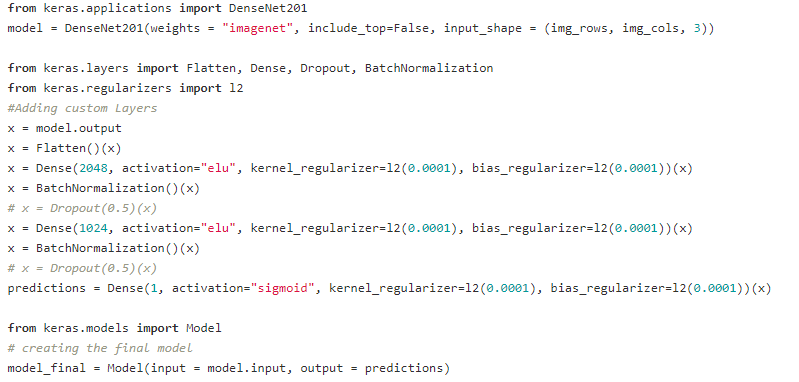 from keras.applications import DenseNet201
model = DenseNet201(weights = "imagenet", include_top=False, input_shape = (img_rows, img_cols, 3))
from keras.layers import Flatten, Dense, Dropout, BatchNormalization
from keras.regularizers import l2
#Adding custom Layers
x = model.output
x = Flatten()(x)
x = Dense(2048, activation="elu", kernel_regularizer=l2(0.0001), bias_regularizer=l2(0.0001))(x)
x = BatchNormalization()(x)
# x = Dropout(0.5)(x)
x = Dense(1024, activation="elu", kernel_regularizer=l2(0.0001), bias_regularizer=l2(0.0001))(x)
x = BatchNormalization()(x)
# x = Dropout(0.5)(x)
predictions = Dense(1, activation="sigmoid", kernel_regularizer=l2(0.0001), bias_regularizer=l2(0.0001))(x)
from keras.models import Model
# creating the final model
model_final = Model(input = model.input, output = predictions)